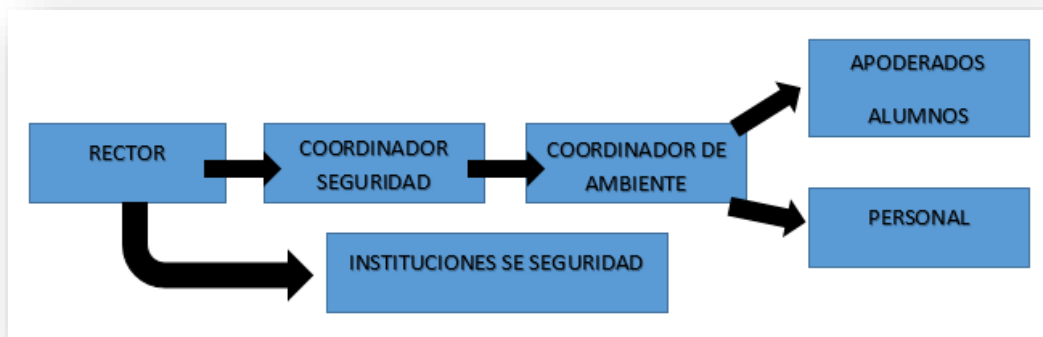 RECTOR
COORDINADOR
SEGURIDAD
COORDINADOR DE
AMBIENTE
APODERADOS
ALUMNOS
PERSONAL
INSTITUCIONES SE SEGURIDAD